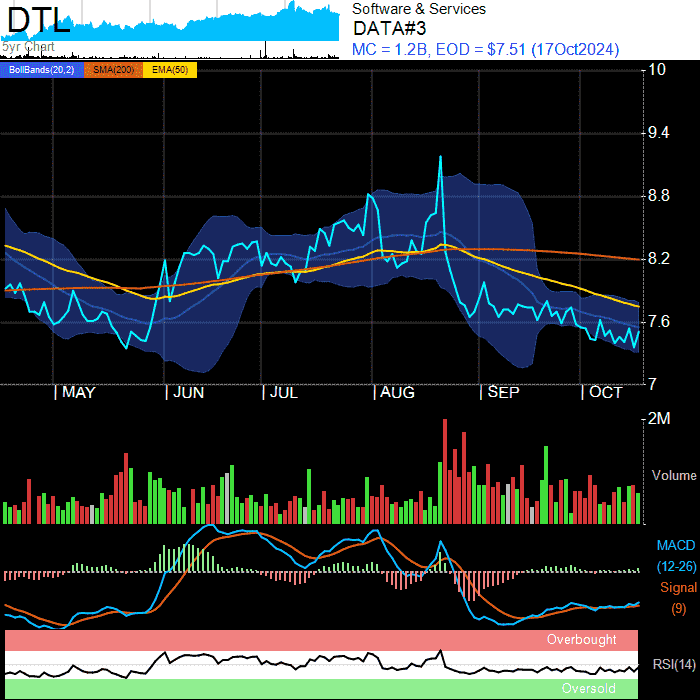 DTL
5yr Chart
Software & Services
DATA#3
MC = 1.2B, EOD = $7.51 (17Oct2024)
BollBands(20,2) SMA(200) EMA(50)
10
9.4
8.8
8.2
7.6
7
MAY JUN JUL AUG SEP OCT
2M
Volume
MACD
(12-26)
Signal
(9)
Overbought
RSI(14)
Oversold